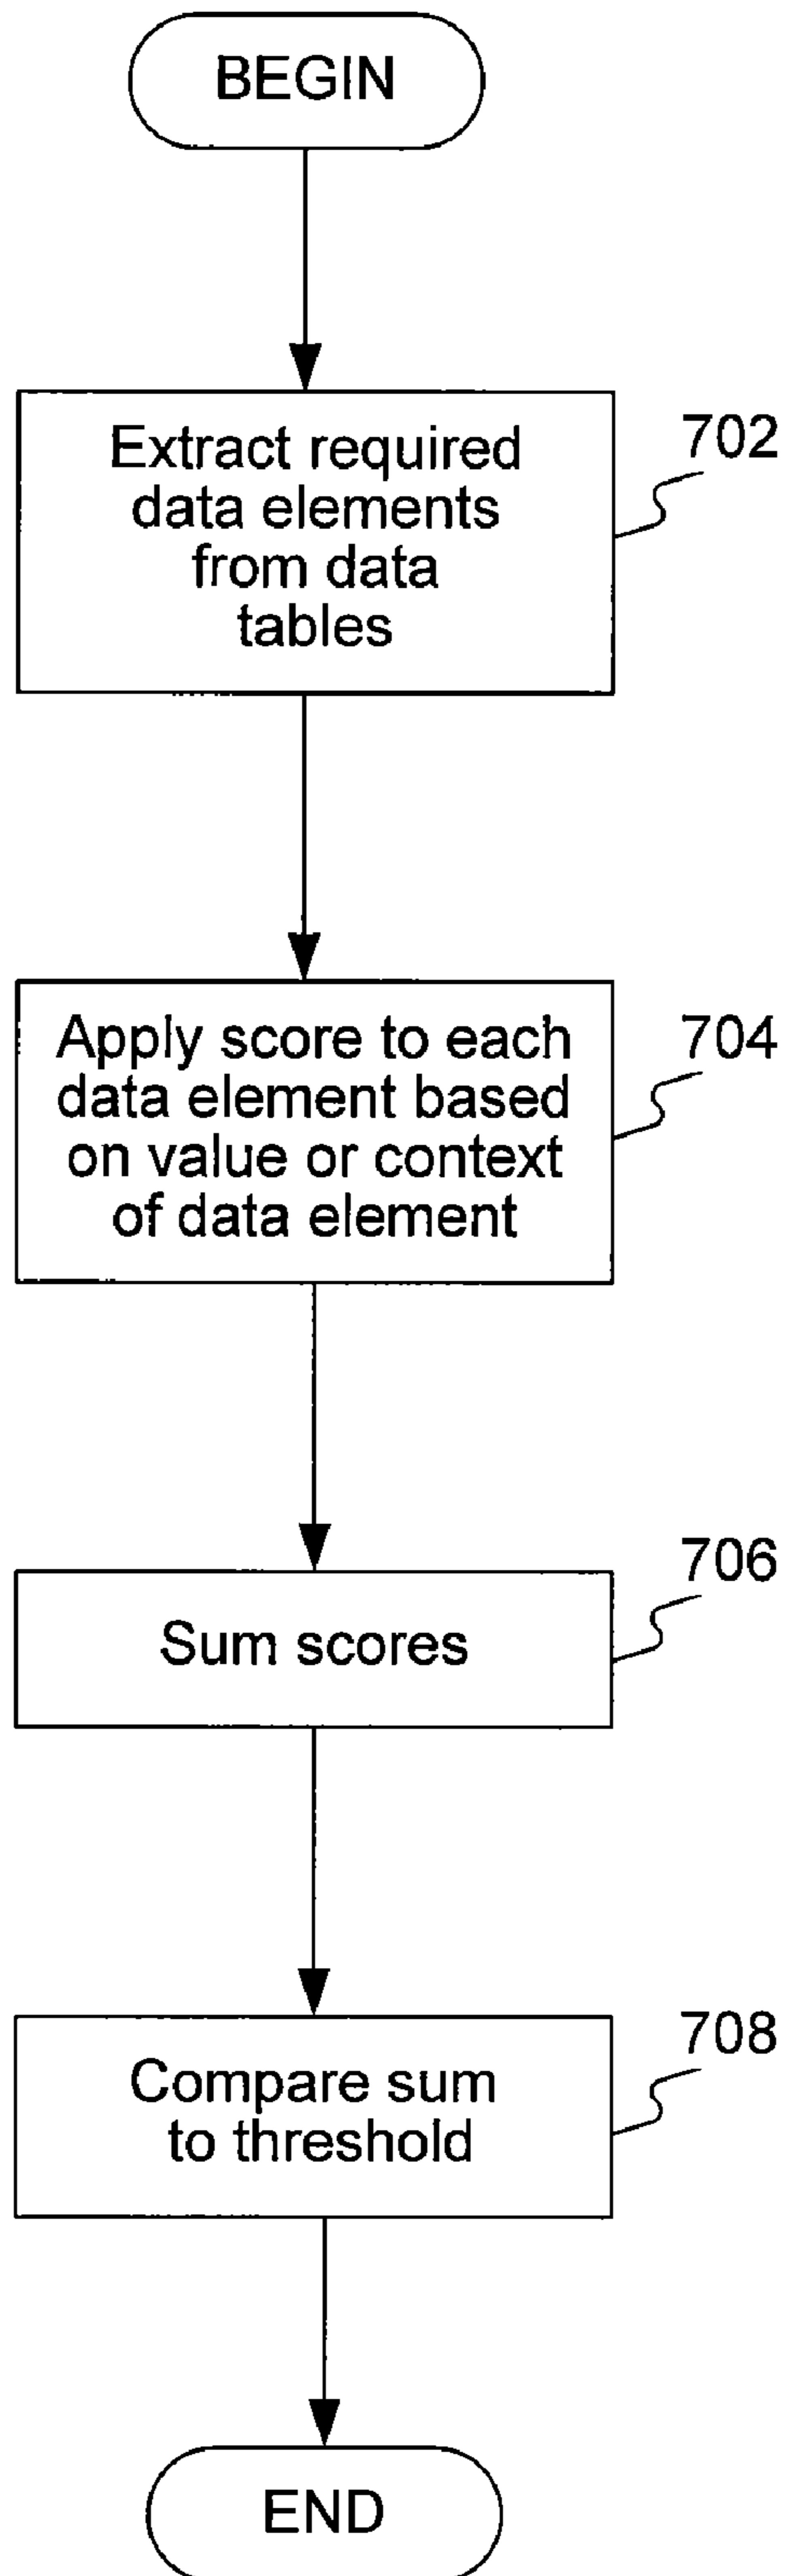 BEGIN
Extract required
data elements
from data
tables
702
Apply score to each
data element based
on value or context
of data element
704
Sum scores
706
Compare sum
to threshold
708
END